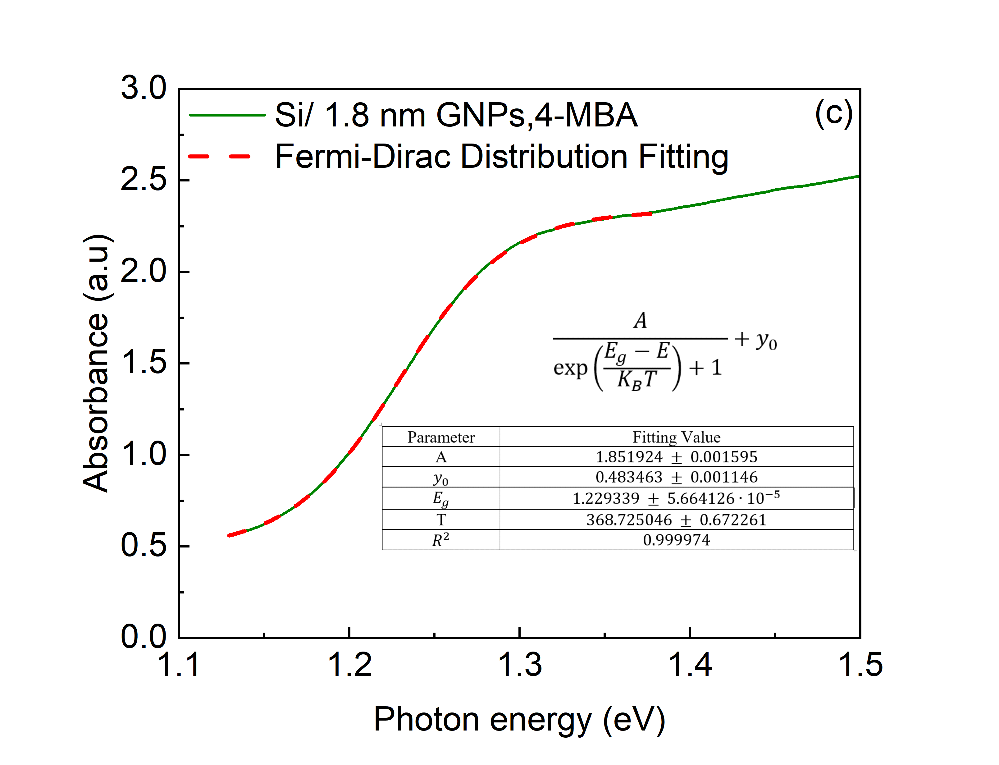 3.0
2.5
2.0
1.5
1.0
0.5
0.0
1.1 1.2 1.3 1.4 1.5
Absorbance (a.u)
Photon energy (eV)
Si/ 1.8 nm GNPs,4-MBA
Fermi-Dirac Distribution Fitting
(c)
A
exp((E_g − E)/(K_B T)) + 1
+ y_0
Parameter Fitting Value
A 1.851924 ± 0.001595
y_0 0.483463 ± 0.001146
E_g 1.229339 ± 5.664126 · 10⁻⁵
T 368.725046 ± 0.672261
R² 0.999974